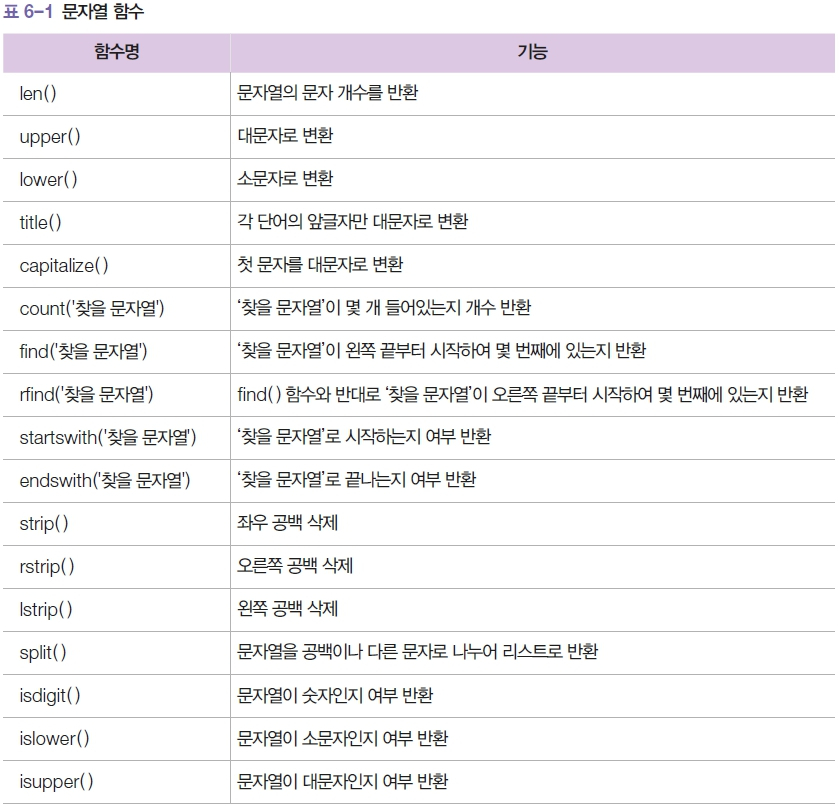 표 6-1 문자열 함수
함수명 기능
len() 문자열의 문자 개수를 반환
upper() 대문자로 변환
lower() 소문자로 변환
title() 각 단어의 앞글자만 대문자로 변환
capitalize() 첫 문자를 대문자로 변환
count('찾을 문자열') ‘찾을 문자열’이 몇 개 들어있는지 개수 반환
find('찾을 문자열') ‘찾을 문자열’이 왼쪽 끝부터 시작하여 몇 번째에 있는지 반환
rfind('찾을 문자열') find() 함수와 반대로 ‘찾을 문자열’이 오른쪽 끝부터 시작하여 몇 번째에 있는지 반환
startswith('찾을 문자열') ‘찾을 문자열’로 시작하는지 여부 반환
endswith('찾을 문자열') ‘찾을 문자열’로 끝나는지 여부 반환
strip() 좌우 공백 삭제
rstrip() 오른쪽 공백 삭제
lstrip() 왼쪽 공백 삭제
split() 문자열을 공백이나 다른 문자로 나누어 리스트로 반환
isdigit() 문자열이 숫자인지 여부 반환
islower() 문자열이 소문자인지 여부 반환
isupper() 문자열이 대문자인지 여부 반환